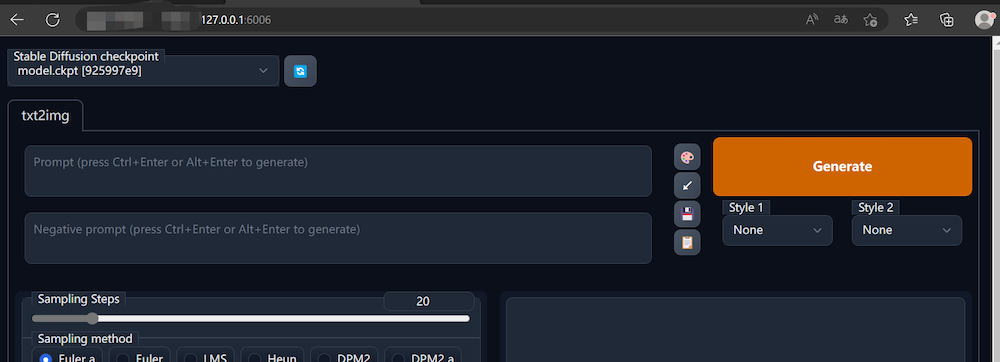 127.0.0.1:6006
Stable Diffusion checkpoint
model.ckpt [925997e9]
txt2img
Prompt (press Ctrl+Enter or Alt+Enter to generate)
Generate
Negative prompt (press Ctrl+Enter or Alt+Enter to generate)
Style 1
Style 2
None
None
Sampling Steps
20
Sampling method
Euler a
Euler
LMS
Heun
DPM2
DPM2 a